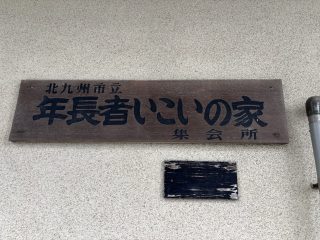 北九州市立
年長者いこいの家
集会所